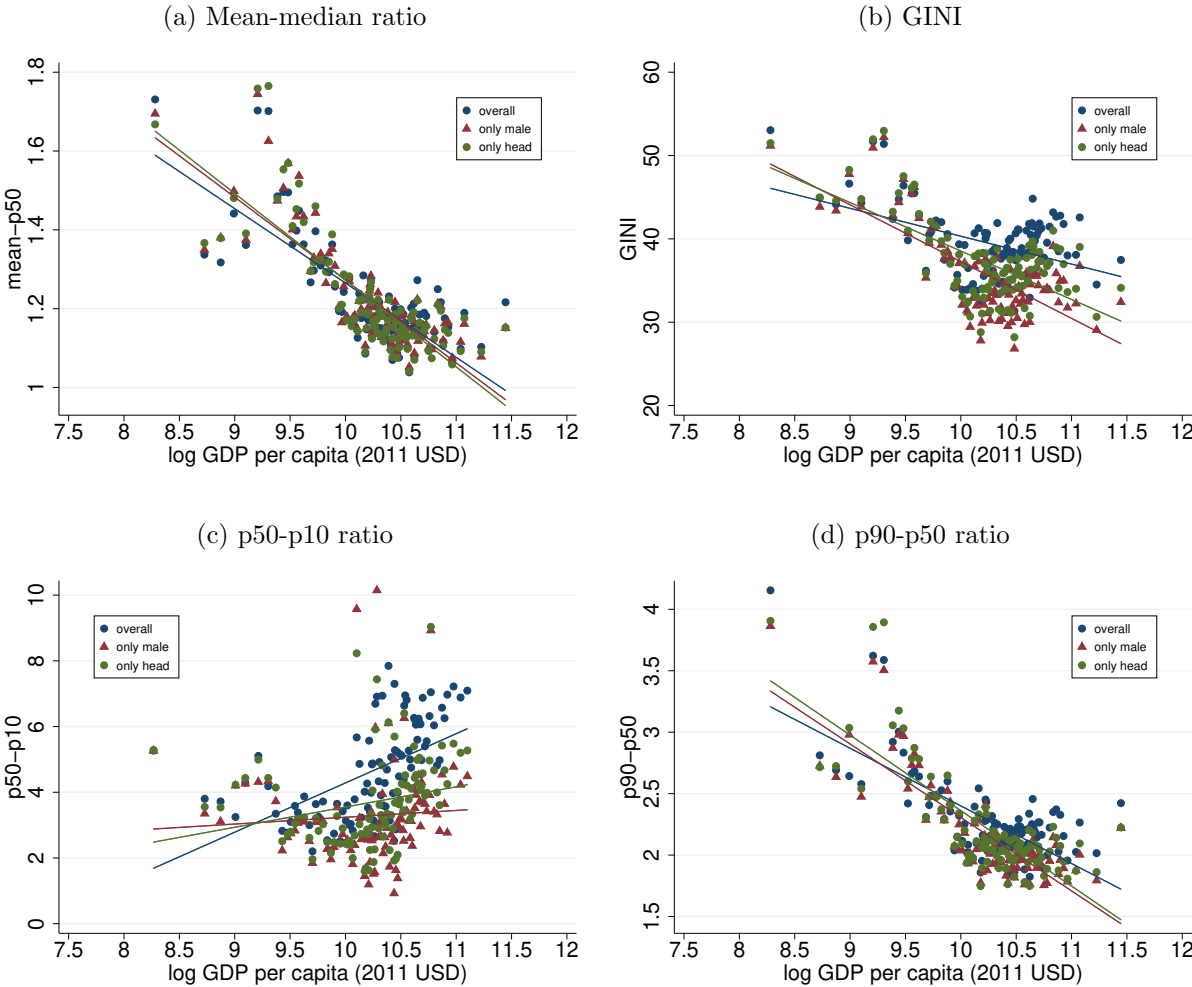 (a) Mean-median ratio
mean−p50
1.8
1.6
1.4
1.2
1
overall
only male
only head
7.5 8 8.5 9 9.5 10 10.5 11 11.5 12
log GDP per capita (2011 USD)
(b) GINI
GINI
60
50
40
30
20
overall
only male
only head
7.5 8 8.5 9 9.5 10 10.5 11 11.5 12
log GDP per capita (2011 USD)
(c) p50-p10 ratio
p50−p10
10
8
6
4
2
0
overall
only male
only head
7.5 8 8.5 9 9.5 10 10.5 11 11.5 12
log GDP per capita (2011 USD)
(d) p90-p50 ratio
p90−p50
4
3.5
3
2.5
2
1.5
overall
only male
only head
7.5 8 8.5 9 9.5 10 10.5 11 11.5 12
log GDP per capita (2011 USD)